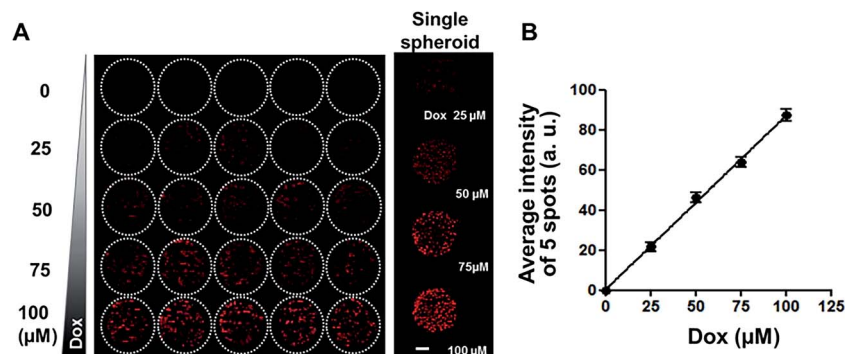 A
Single
spheroid
B
0
25
50
75
100
(µM)
Dox
Dox 25 µM
50 µM
75µM
100 µM
Average intensity
of 5 spots (a. u.)
100
80
60
40
20
0
0 25 50 75 100 125
Dox (µM)